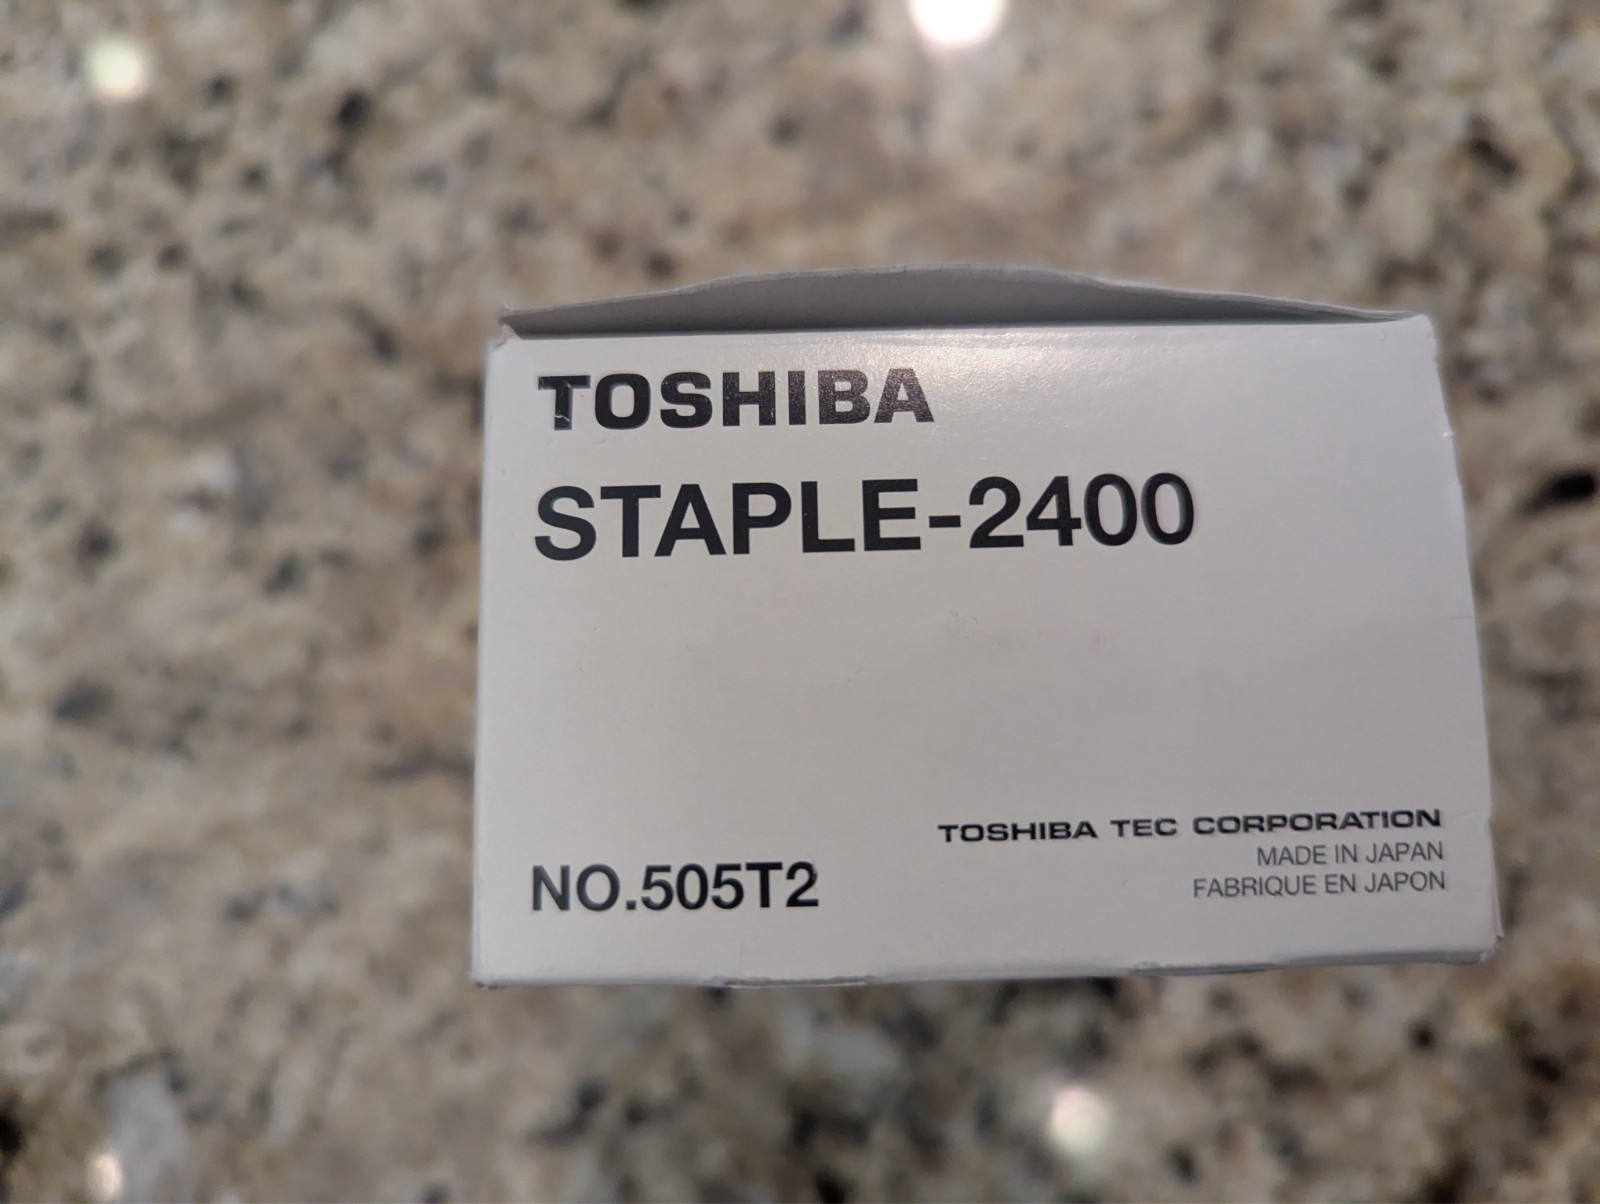 TOSHIBA
STAPLE-2400
NO.505T2
TOSHIBA TEC CORPORATION
MADE IN JAPAN
FABRIQUE EN JAPON